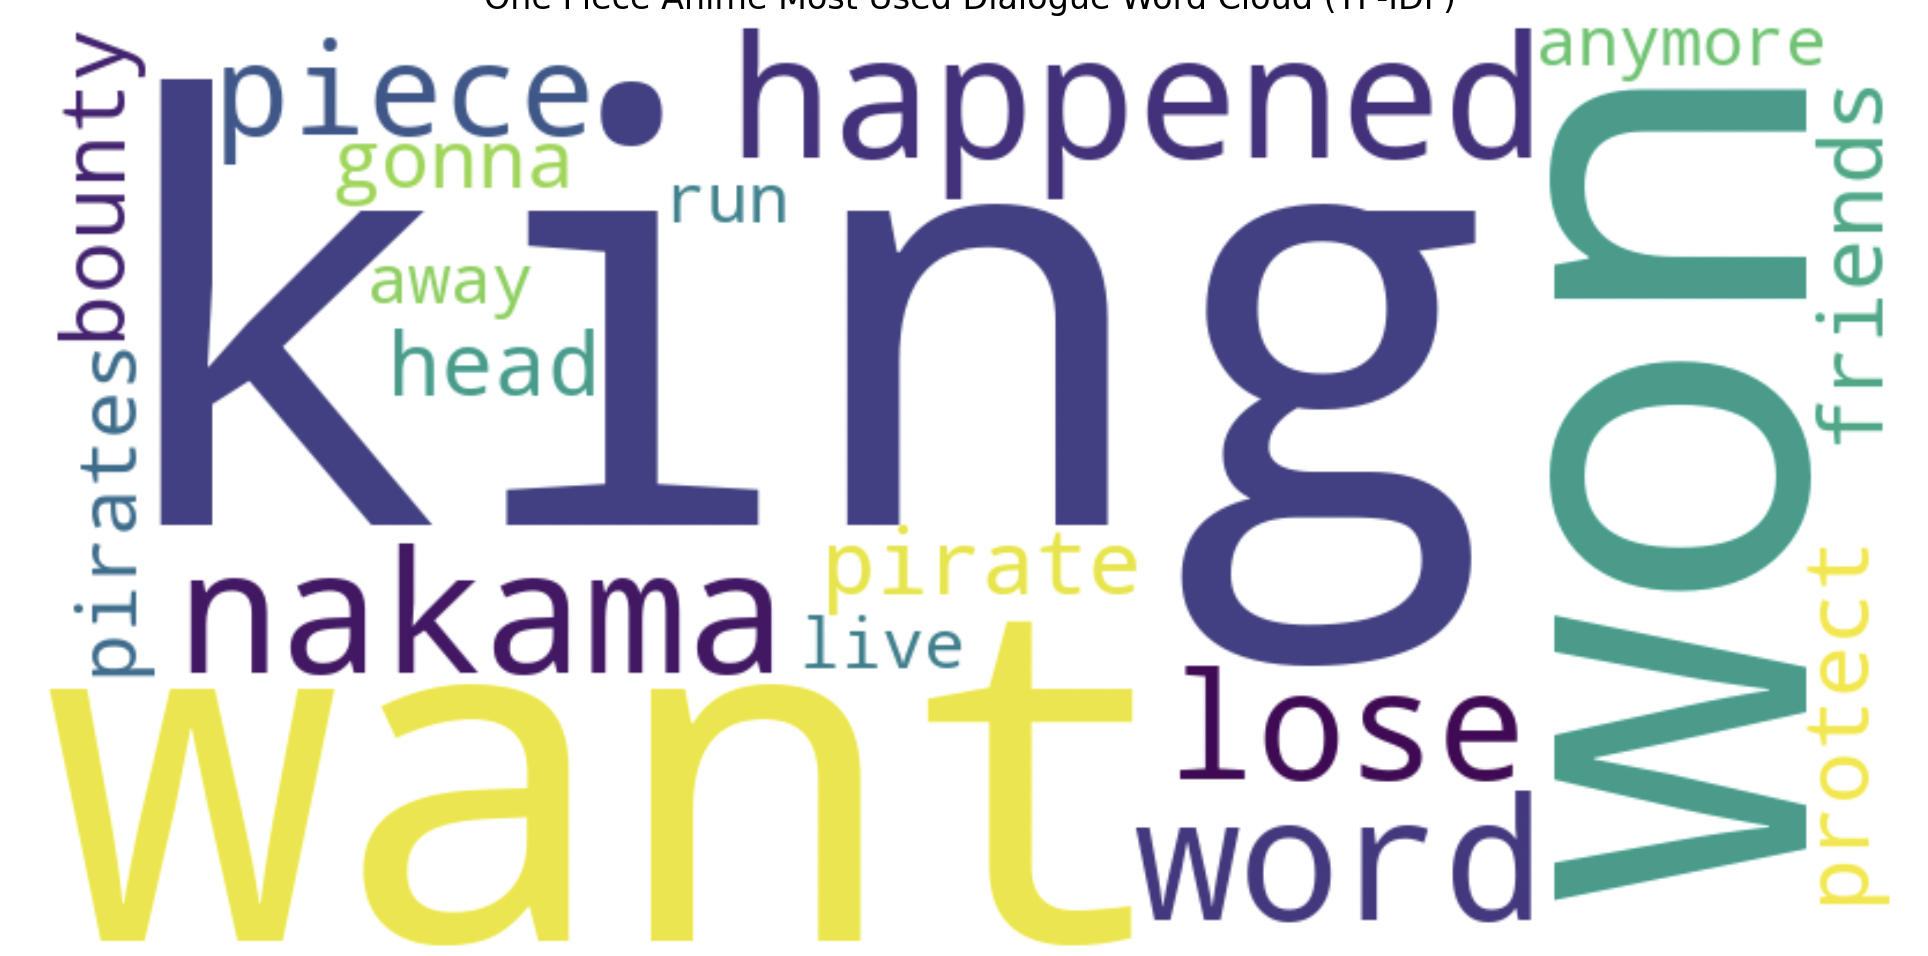 One Piece Anime Most Used Dialogue Word Cloud (TF-IDF)
bounty
piece
happened
anymore
gonna
run
king
won
friends
away
head
pirates
nakama
pirate
live
want
lose
word
protect